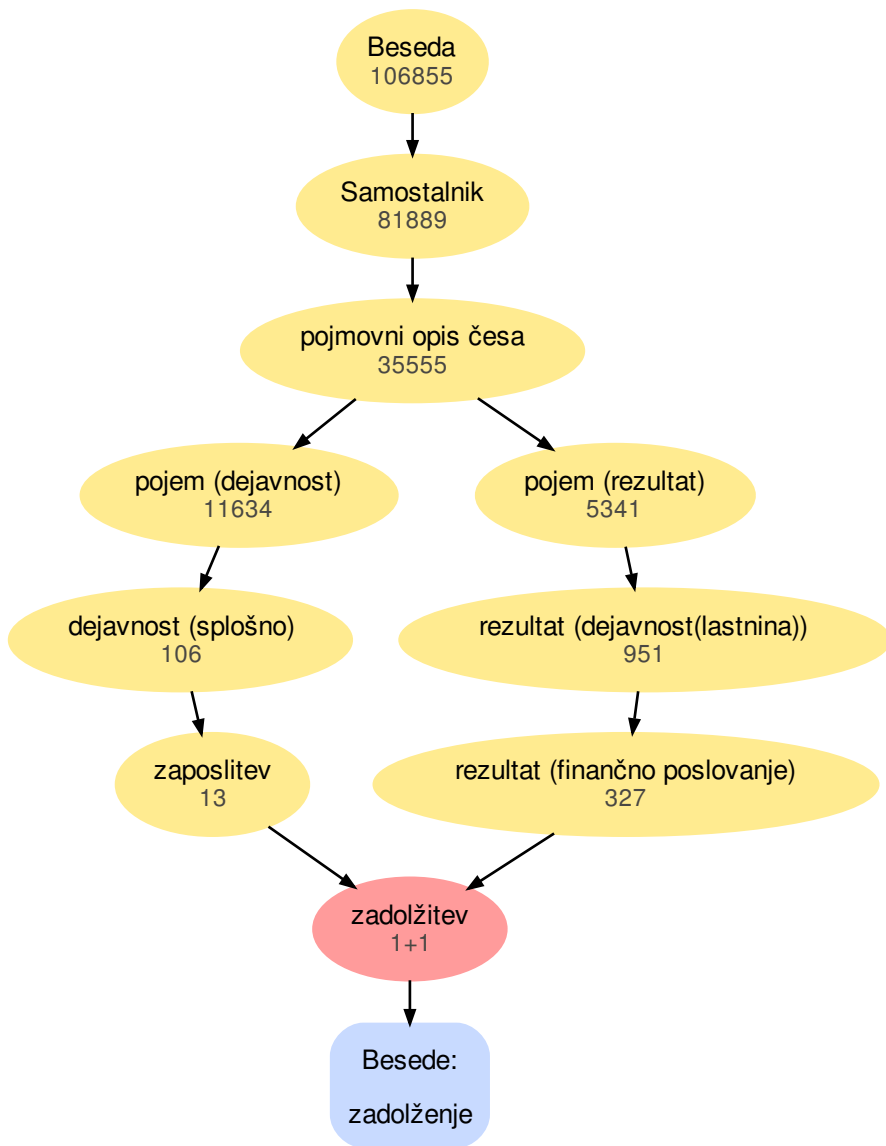 Beseda
106855
Samostalnik
81889
pojmovni opis česa
35555
pojem (dejavnost)
11634
pojem (rezultat)
5341
dejavnost (splošno)
106
rezultat (dejavnost(lastnina))
951
zaposlitev
13
rezultat (finančno poslovanje)
327
zadolžitev
1+1
Besede:
zadolženje